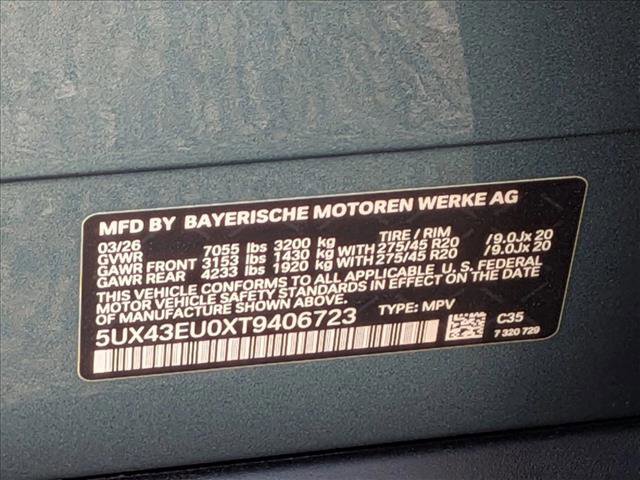 MFD BY BAYERISCHE MOTOREN WERKE AG
03/26 TIRE / RIM
GVWR 7055 lbs 3200 kg
GAWR FRONT 3153 lbs 1430 kg WITH 275/45 R20 /9.0Jx 20
GAWR REAR 4233 lbs 1920 kg WITH 275/45 R20 /9.0Jx 20
THIS VEHICLE CONFORMS TO ALL APPLICABLE U. S. FEDERAL
MOTOR VEHICLE SAFETY STANDARDS IN EFFECT ON THE DATE
OF MANUFACTURE SHOWN ABOVE.
5UX43EU0XT9406723 TYPE: MPV
C35
7 320 729